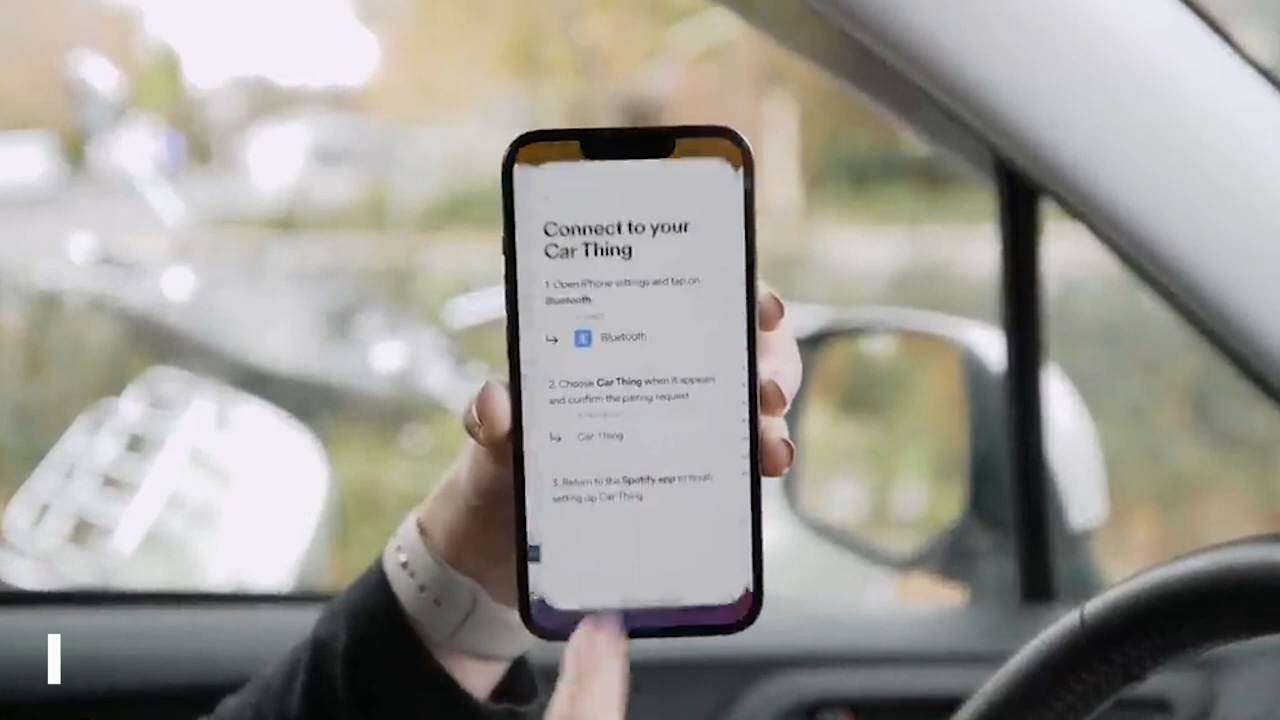 Connect to your
Car Thing
1. Open iPhone settings and tap on
Bluetooth.
Bluetooth
2. Choose Car Thing when it appears
and confirm the pairing request
Car Thing
3. Return to the Spotify app to finish
setting up Car Thing.
I